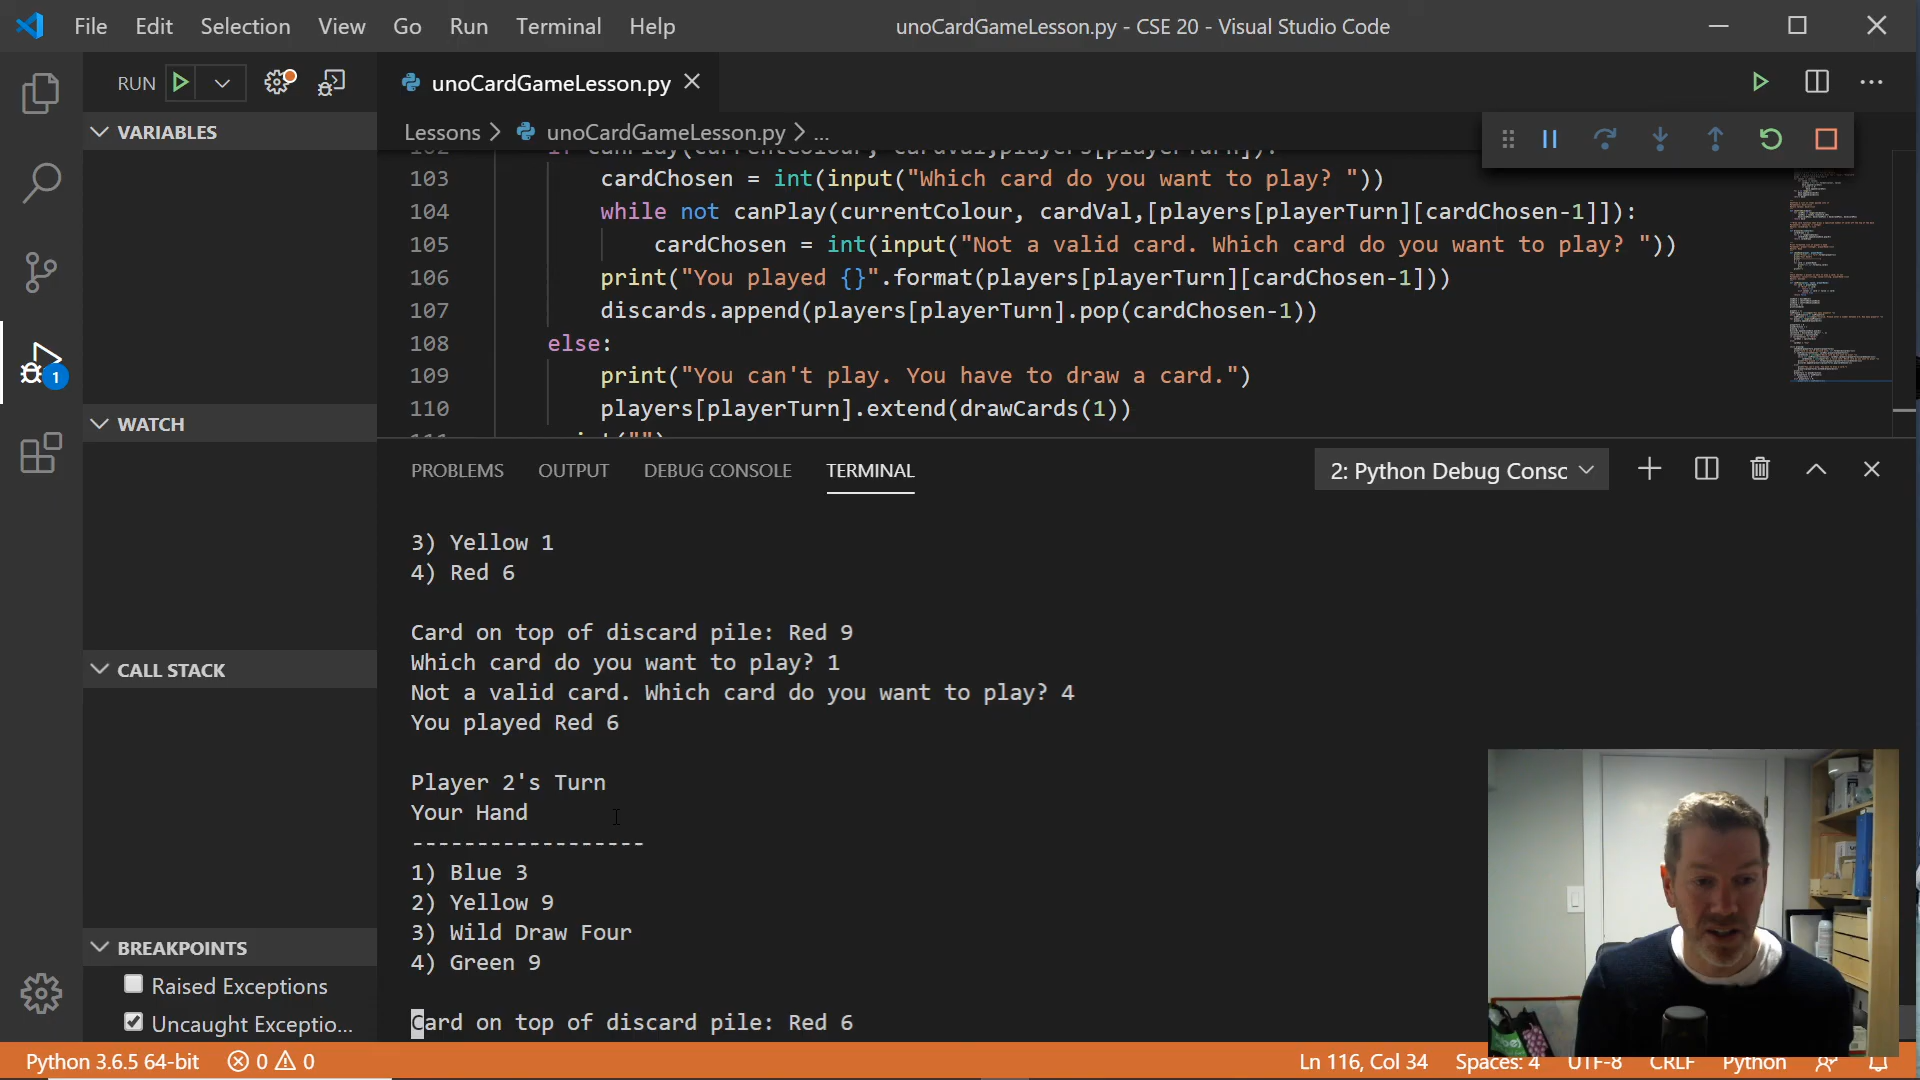 File Edit Selection View Go Run Terminal Help
unoCardGameLesson.py - CSE 20 - Visual Studio Code
RUN
unoCardGameLesson.py
VARIABLES
Lessons > unoCardGameLesson.py > ...
103 cardChosen = int(input("Which card do you want to play? "))
104 while not canPlay(currentColour, cardVal,[players[playerTurn][cardChosen-1]]):
105 cardChosen = int(input("Not a valid card. Which card do you want to play? "))
106 print("You played {}".format(players[playerTurn][cardChosen-1]))
107 discards.append(players[playerTurn].pop(cardChosen-1))
108 else:
109 print("You can't play. You have to draw a card.")
110 players[playerTurn].extend(drawCards(1))
1
WATCH
PROBLEMS OUTPUT DEBUG CONSOLE TERMINAL
2: Python Debug Consc
3) Yellow 1
4) Red 6
Card on top of discard pile: Red 9
Which card do you want to play? 1
Not a valid card. Which card do you want to play? 4
You played Red 6
CALL STACK
Player 2's Turn
Your Hand
------------------
1) Blue 3
2) Yellow 9
3) Wild Draw Four
4) Green 9
Card on top of discard pile: Red 6
BREAKPOINTS
Raised Exceptions
Uncaught Exceptio...
Python 3.6.5 64-bit 0 0
Ln 116, Col 34 Spaces: 4 UTF-8 CRLF Python